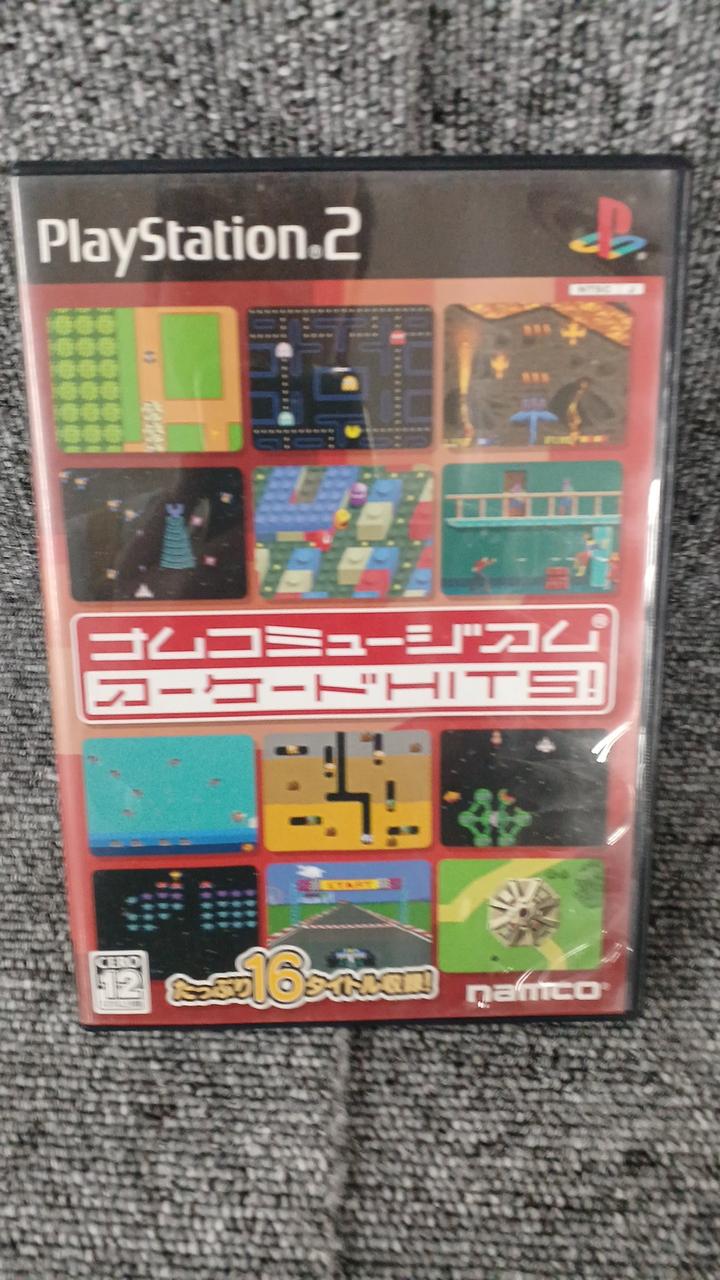 PlayStation®2
NTSC J
ナムコミュージアム®
アーケードHITS!
START
CERO
12
たっぷり16タイトル収録!
namco®